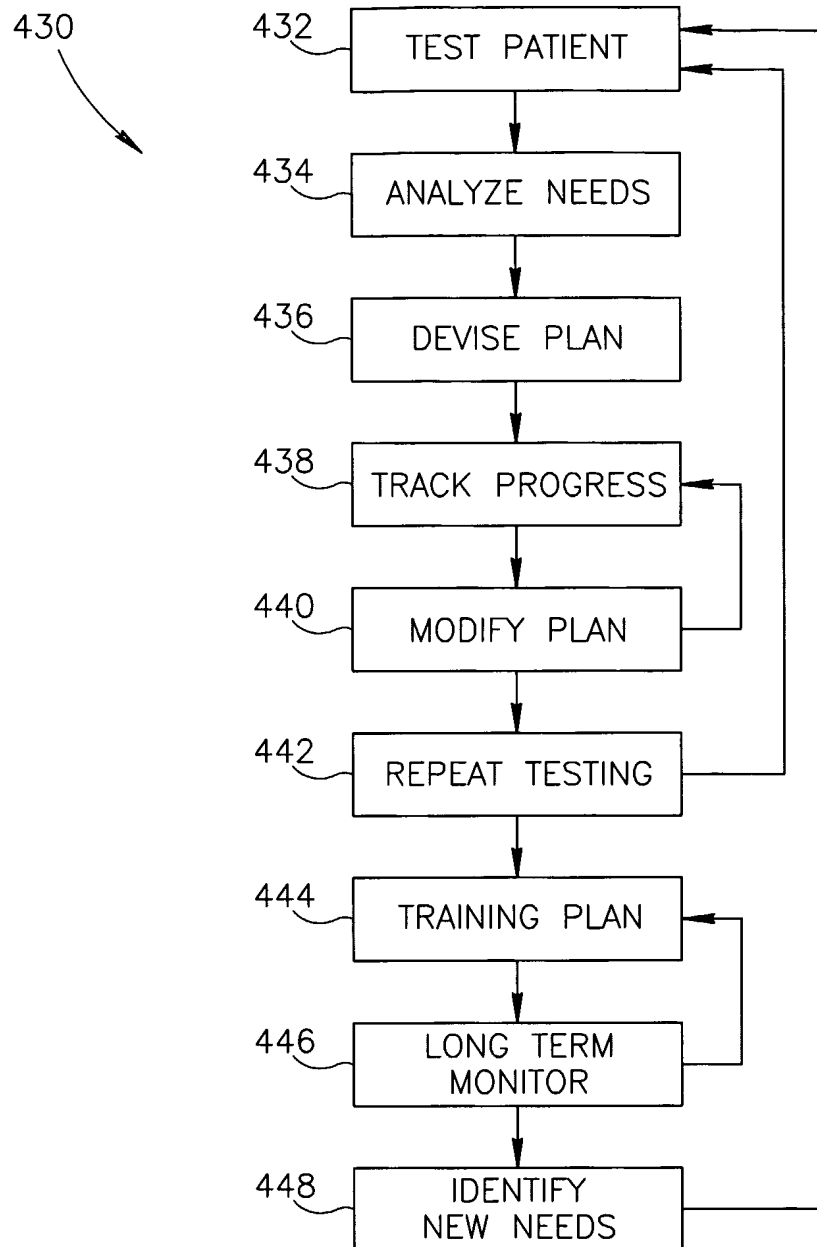 430
432
TEST PATIENT
434
ANALYZE NEEDS
436
DEVISE PLAN
438
TRACK PROGRESS
440
MODIFY PLAN
442
REPEAT TESTING
444
TRAINING PLAN
446
LONG TERM
MONITOR
448
IDENTIFY
NEW NEEDS